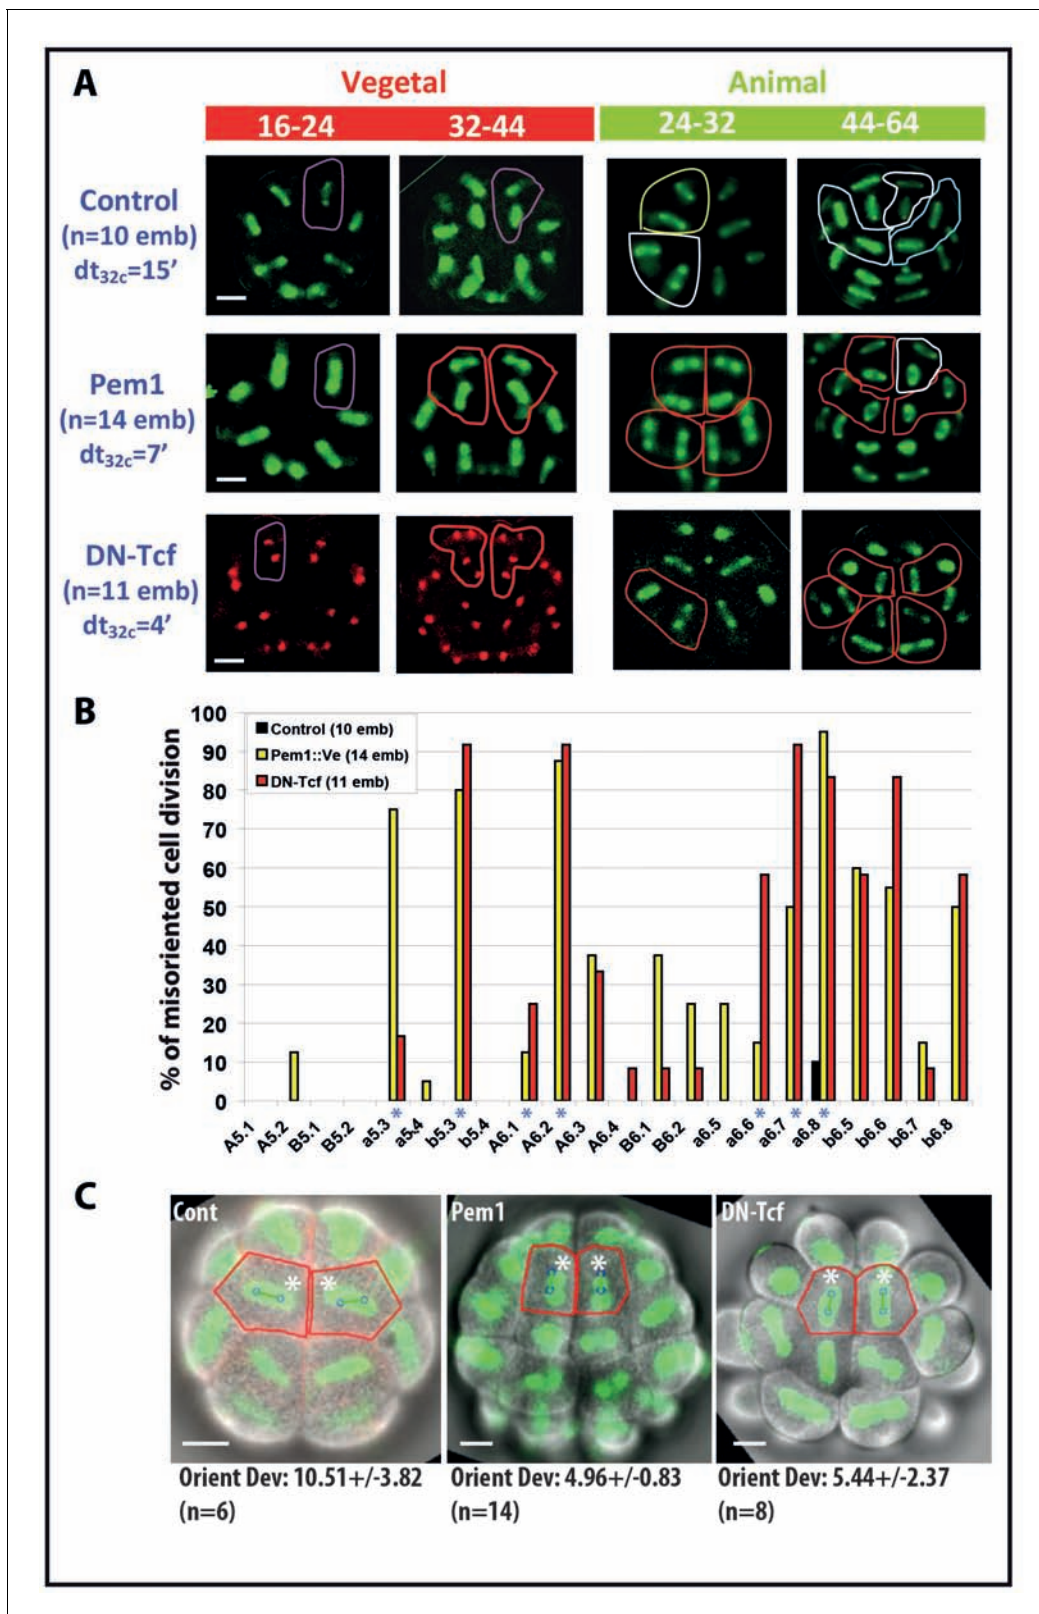 A
Vegetal Animal
16-24 32-44 24-32 44-64
Control
(n=10 emb)
dt32c=15'
Pem1
(n=14 emb)
dt32c=7'
DN-Tcf
(n=11 emb)
dt32c=4'
B
% of misoriented cell division
100
90
80
70
60
50
40
30
20
10
0
Control (10 emb)
Pem1::Ve (14 emb)
DN-Tcf (11 emb)
* * * * * * *
A5.1 A5.2 B5.1 B5.2 a5.3 a5.4 b5.3 b5.4 A6.1 A6.2 A6.3 A6.4 B6.1 B6.2 a6.5 a6.6 a6.7 a6.8 b6.5 b6.6 b6.7 b6.8
C
Cont Pem1 DN-Tcf
* * * * * *
Orient Dev: 10.51+/-3.82 Orient Dev: 4.96+/-0.83 Orient Dev: 5.44+/-2.37
(n=6) (n=14) (n=8)